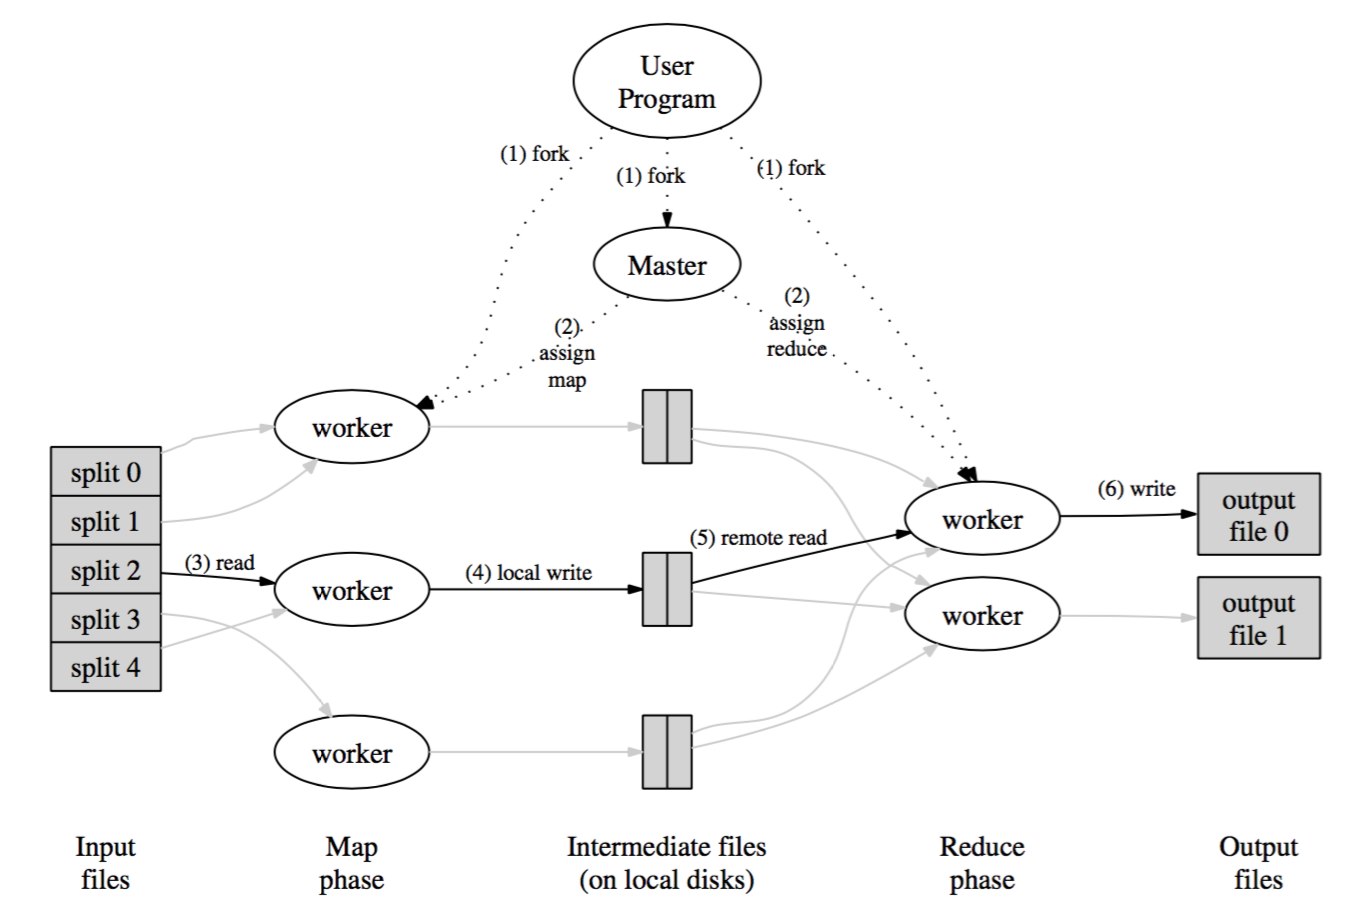 User
Program
(1) fork
(1) fork
(1) fork
Master
(2)
assign
map
(2)
assign
reduce
worker
split 0
split 1
split 2
split 3
split 4
(3) read
worker
(4) local write
worker
(5) remote read
worker
(6) write
output
file 0
worker
output
file 1
Input
files
Map
phase
Intermediate files
(on local disks)
Reduce
phase
Output
files